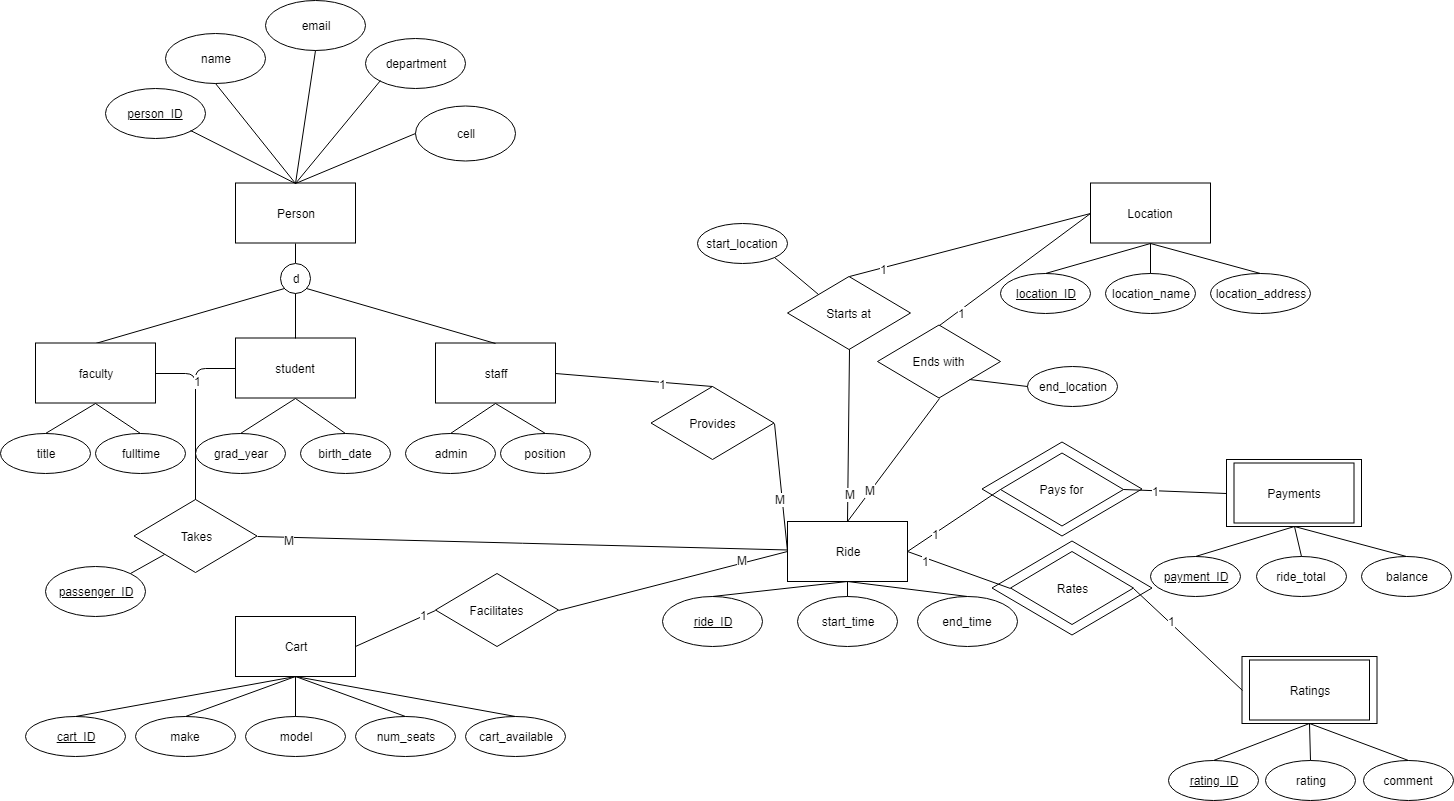 email
name
department
person_ID
cell
Person
Location
start_location
1
d
location_ID
location_name
location_address
Starts at
1
Ends with
faculty
student
staff
1
1
Provides
end_location
title
fulltime
grad_year
birth_date
admin
position
M
M
M
Pays for
1
Payments
Takes
M
1
Ride
M
1
payment_ID
ride_total
balance
passenger_ID
Rates
Facilitates
1
ride_ID
start_time
end_time
1
Cart
Ratings
cart_ID
make
model
num_seats
cart_available
rating_ID
rating
comment